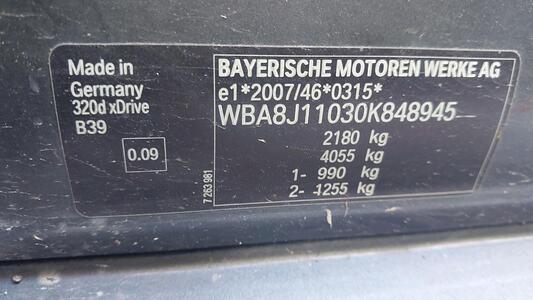 Made in
Germany
320d xDrive
B39
0.09
7 263 981
BAYERISCHE MOTOREN WERKE AG
e1*2007/46*0315*
WBA8J11030K848945
2180 kg
4055 kg
1- 990 kg
2- 1255 kg